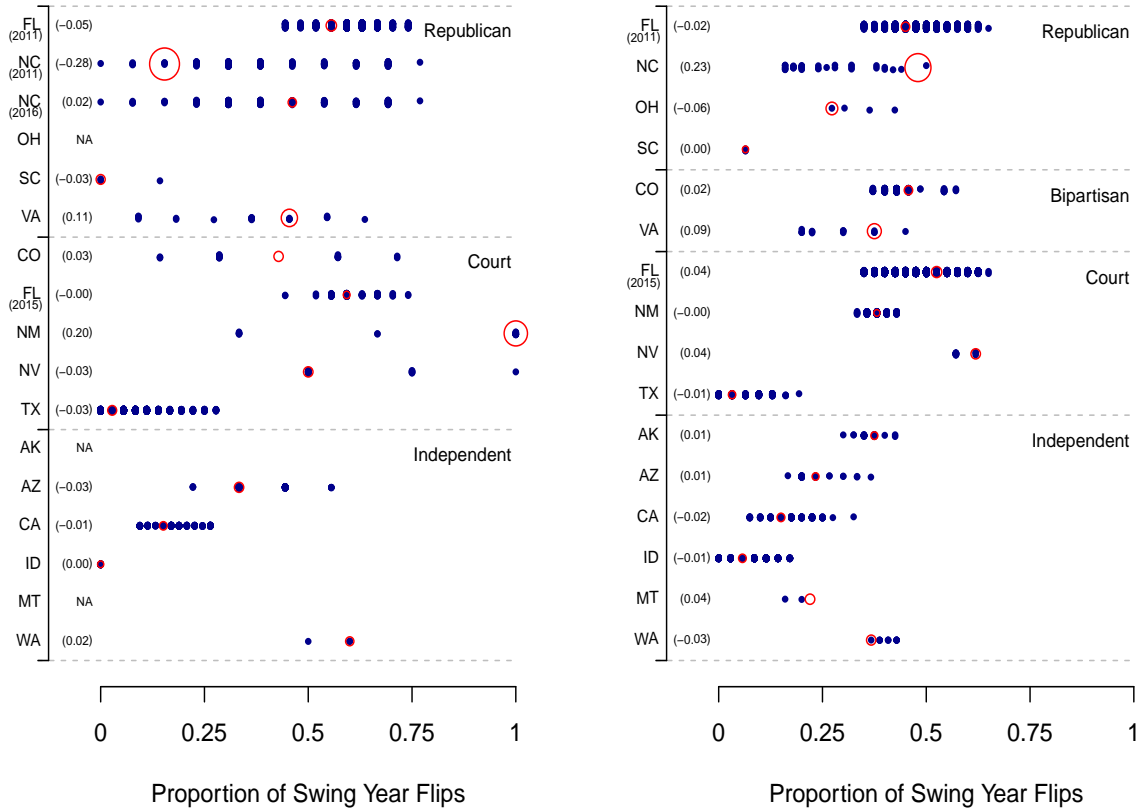 FL (−0.05) Republican
(2011)
NC (−0.28)
(2011)
NC (0.02)
(2016)
OH NA
SC (−0.03)
VA (0.11)
CO (0.03) Court
FL (−0.00)
(2015)
NM (0.20)
NV (−0.03)
TX (−0.03)
AK NA Independent
AZ (−0.03)
CA (−0.01)
ID (0.00)
MT NA
WA (0.02)
0 0.25 0.5 0.75 1
Proportion of Swing Year Flips
FL (−0.02) Republican
(2011)
NC (0.23)
OH (−0.06)
SC (0.00)
CO (0.02) Bipartisan
VA (0.09)
FL (0.04) Court
(2015)
NM (−0.00)
NV (0.04)
TX (−0.01)
AK (0.01) Independent
AZ (0.01)
CA (−0.02)
ID (−0.01)
MT (0.04)
WA (−0.03)
0 0.25 0.5 0.75 1
Proportion of Swing Year Flips